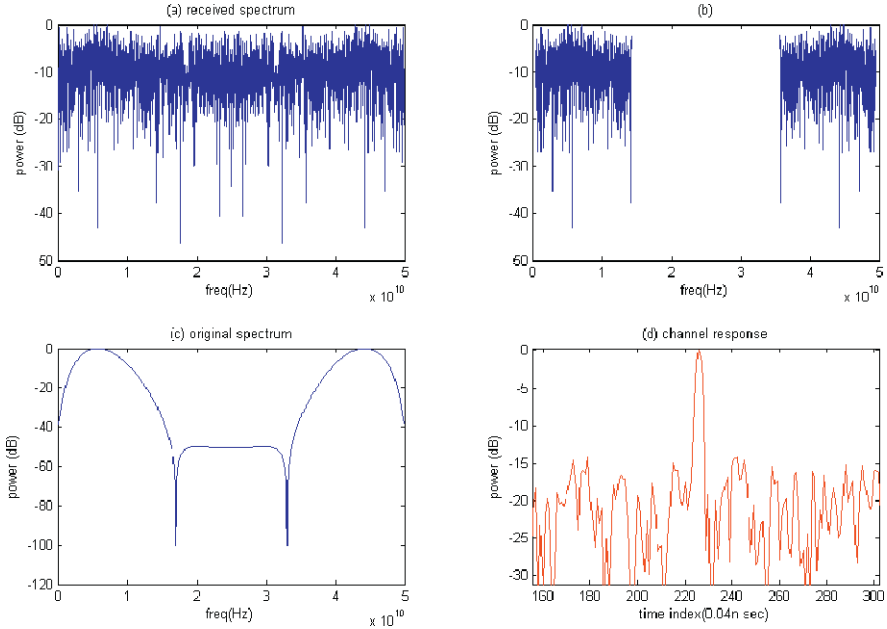 (a) received spectrum
0
-10
-20
-30
-40
50
power (dB)
0 1 2 3 4 5
freq(Hz)
x 10^10
(b)
0
-10
-20
-30
-40
50
power (dB)
0 1 2 3 4 5
freq(Hz)
x 10^10
(c) original spectrum
0
-20
-40
-60
-80
-100
-120
power (dB)
0 1 2 3 4 5
freq(Hz)
x 10^10
(d) channel response
0
-5
-10
-15
-20
-25
-30
power (dB)
160 180 200 220 240 260 280 300
time index(0.04n sec)